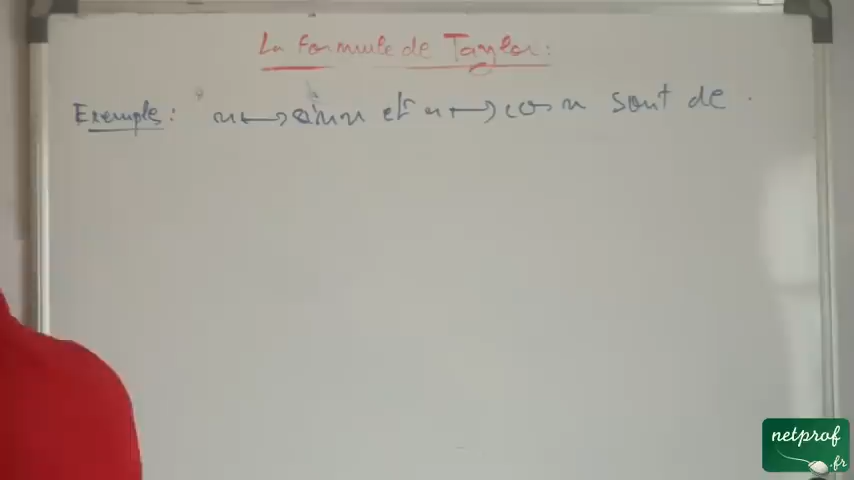 La formule de Taylor :
Exemple : x ⟼ sin x et x ⟼ cos x sont de
netprof
.fr